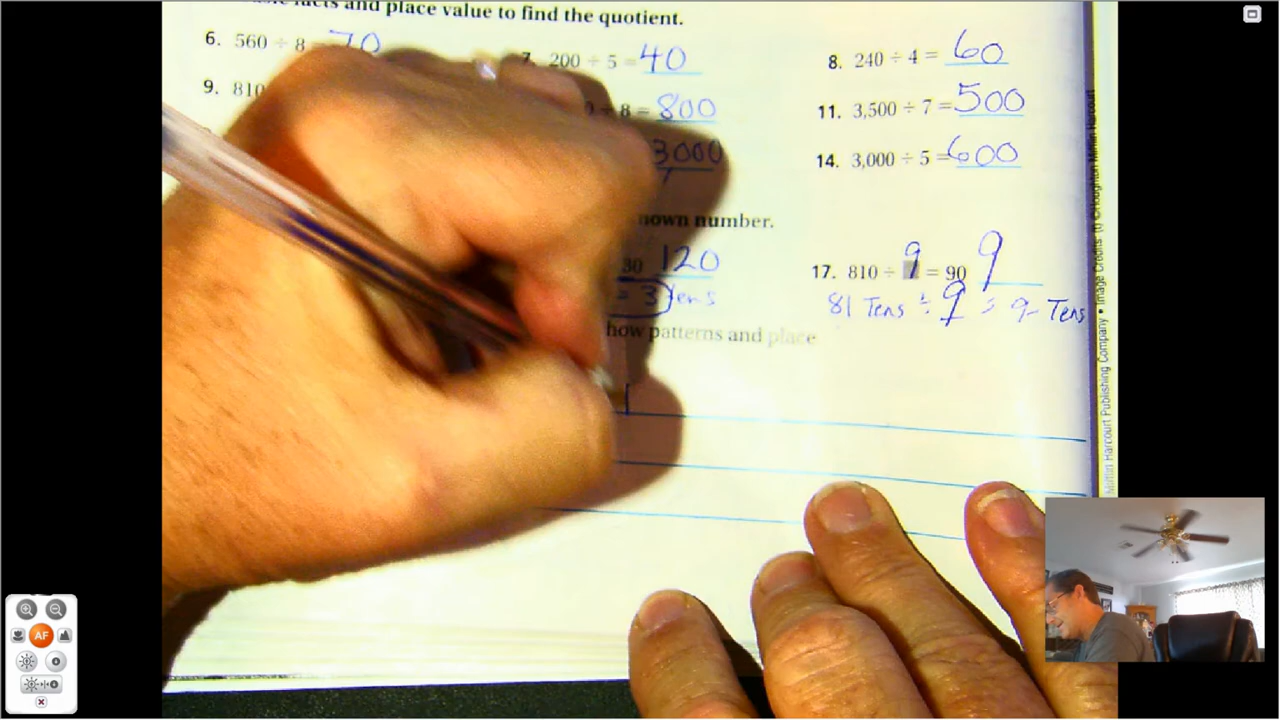 facts and place value to find the quotient.
6. 560 ÷ 8 = 70
7. 200 ÷ 5 = 40
8. 240 ÷ 4 = 60
9. 810
÷ 8 = 800
11. 3,500 ÷ 7 = 500
3000
14. 3,000 ÷ 5 = 600
nown number.
30 120
17. 810 ÷ 9 = 90 9
= 3 Tens
81 Tens ÷ 9 = 9 Tens
how patterns and place
Mifflin Harcourt Publishing Company • Image Credits: (t) ©Houghton Mifflin Harcourt
AF